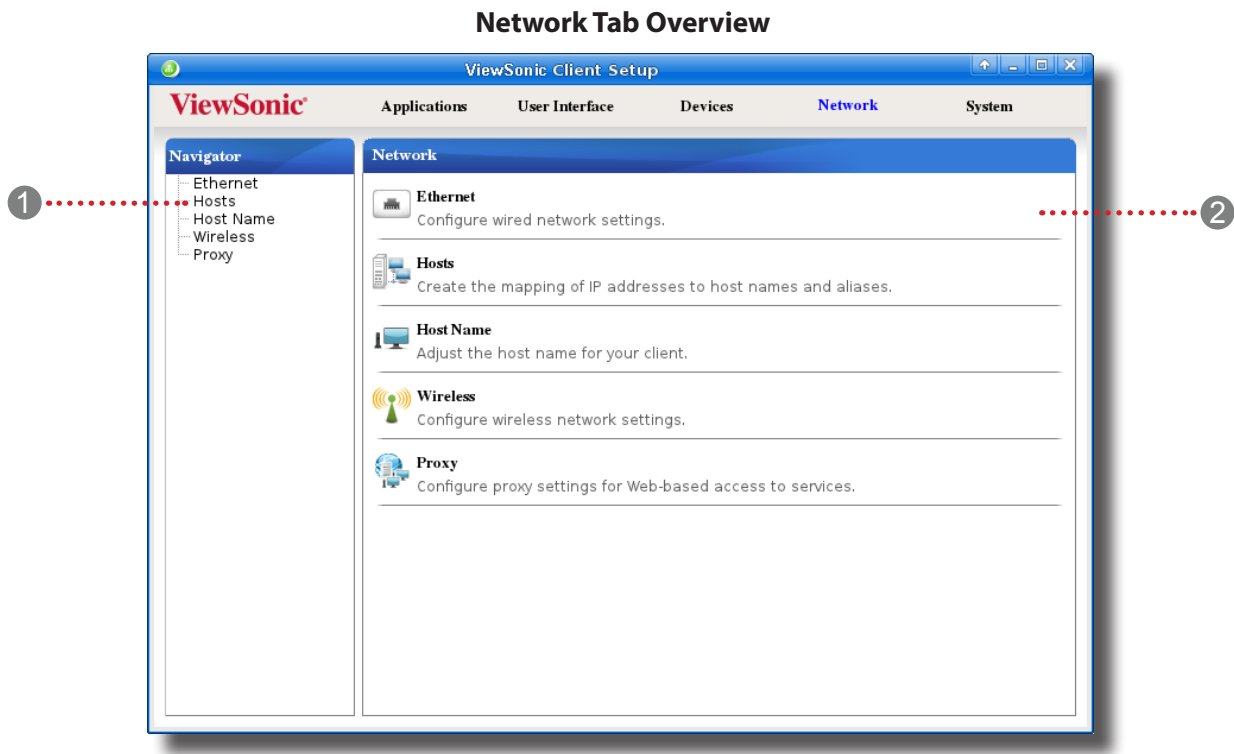 Network Tab Overview
ViewSonic Client Setup
ViewSonic®
Applications User Interface Devices Network System
Navigator
Ethernet
Hosts
Host Name
Wireless
Proxy
1
Network
Ethernet
Configure wired network settings.
Hosts
Create the mapping of IP addresses to host names and aliases.
Host Name
Adjust the host name for your client.
Wireless
Configure wireless network settings.
Proxy
Configure proxy settings for Web-based access to services.
2